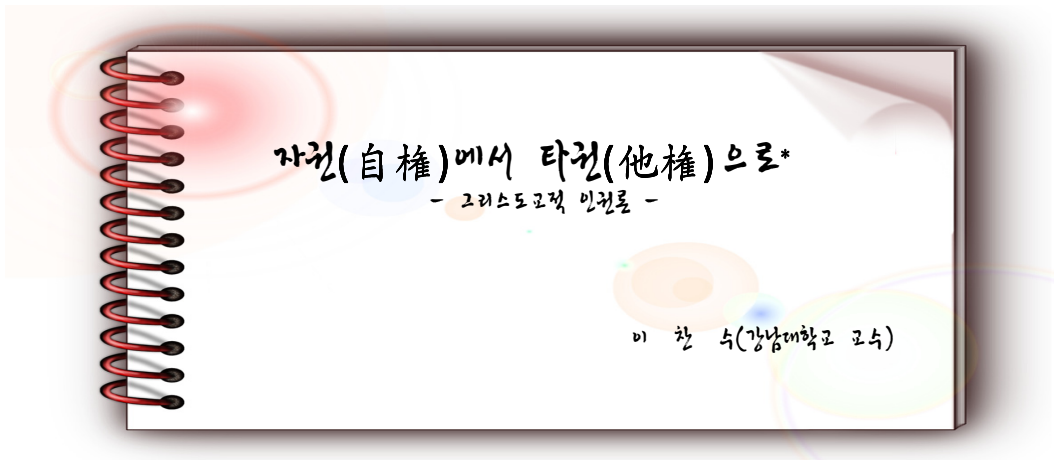 자권(自權)에서 타권(他權)으로*
- 그리스도교적 인권론 -
이 찬 수(강남대학교 교수)